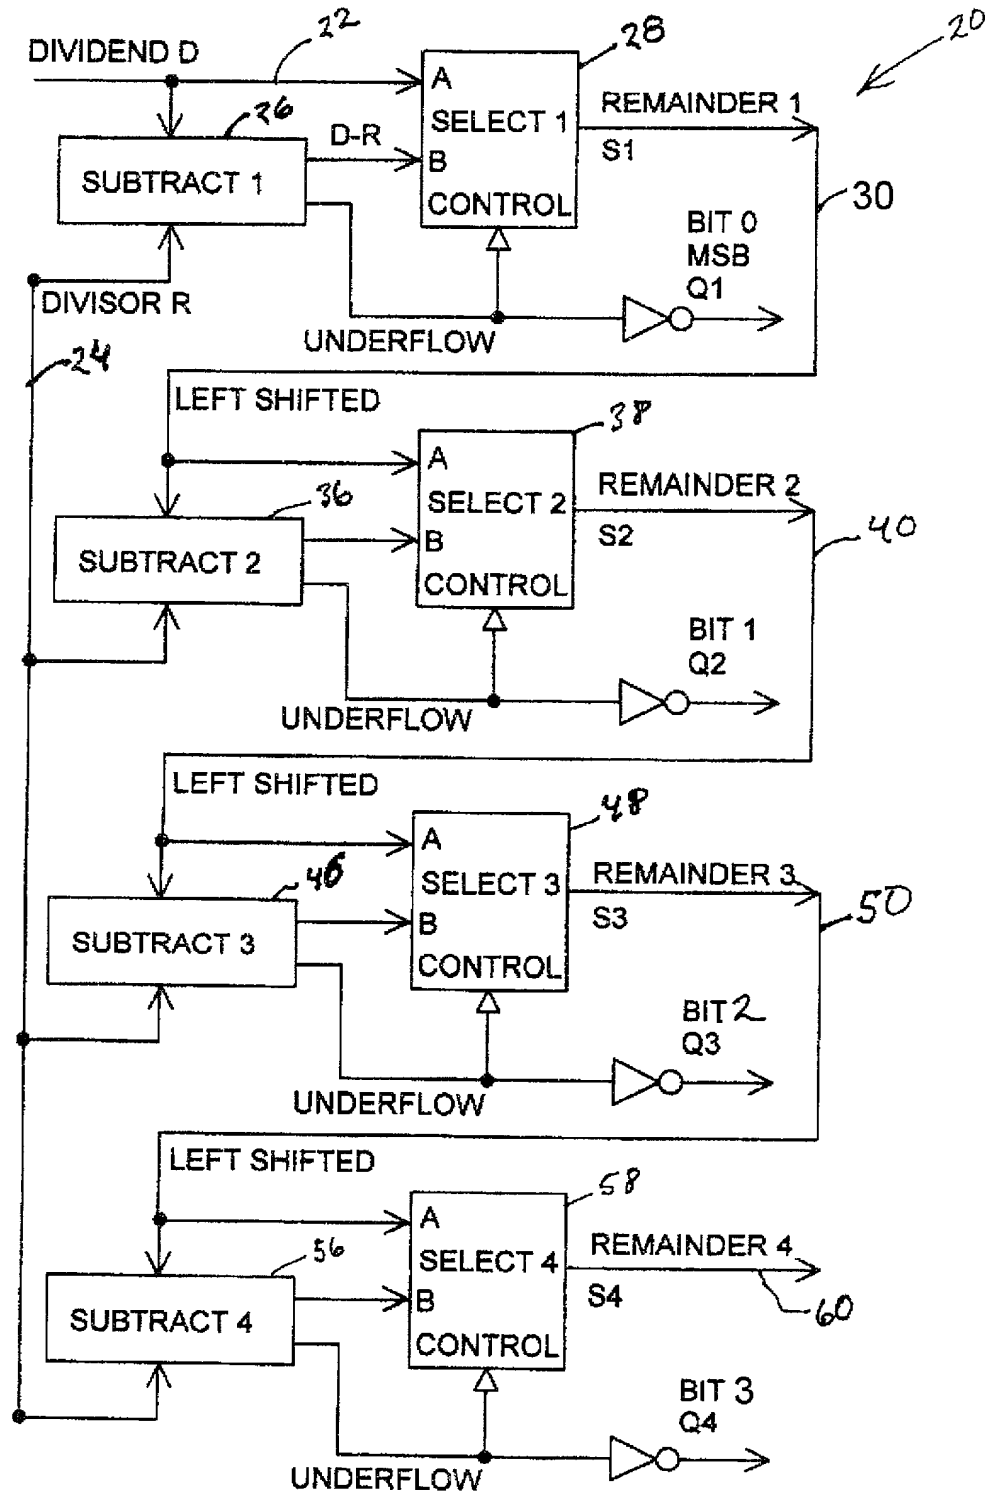 DIVIDEND D
22
28
20
26
A
SELECT 1
REMAINDER 1
S1
D-R
B
SUBTRACT 1
CONTROL
30
BIT 0
MSB
Q1
DIVISOR R
UNDERFLOW
24
LEFT SHIFTED
38
A
SELECT 2
REMAINDER 2
S2
36
B
SUBTRACT 2
CONTROL
40
BIT 1
Q2
UNDERFLOW
LEFT SHIFTED
48
A
SELECT 3
REMAINDER 3
S3
46
B
SUBTRACT 3
CONTROL
50
BIT 2
Q3
UNDERFLOW
LEFT SHIFTED
58
A
SELECT 4
REMAINDER 4
S4
56
B
60
SUBTRACT 4
CONTROL
BIT 3
Q4
UNDERFLOW